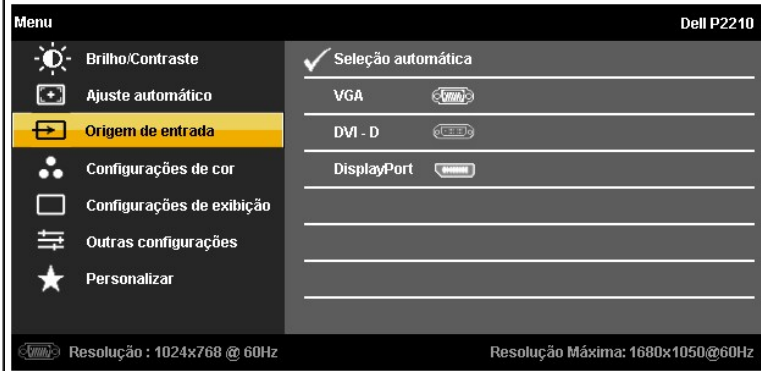 Menu Dell P2210
Brilho/Contraste Seleção automática
Ajuste automático VGA
Origem de entrada DVI - D
Configurações de cor DisplayPort
Configurações de exibição
Outras configurações
Personalizar
Resolução : 1024x768 @ 60Hz Resolução Máxima: 1680x1050@60Hz